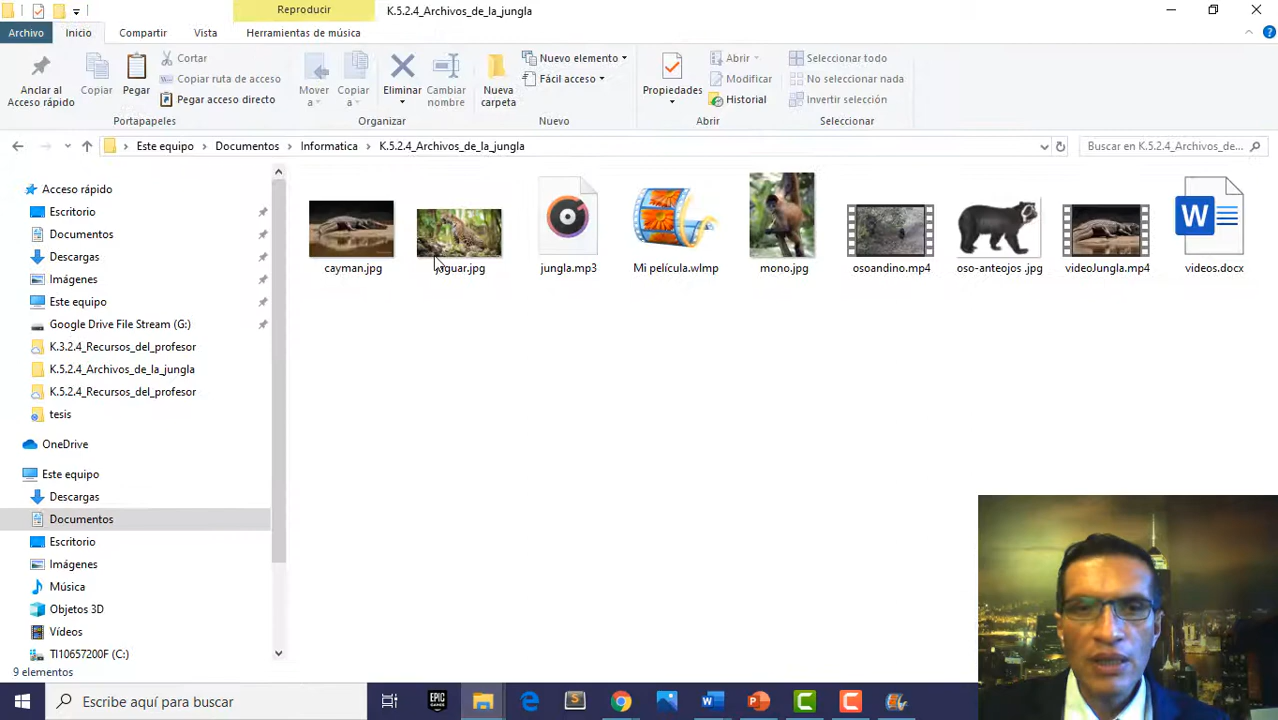 Reproducir
K.5.2.4_Archivos_de_la_jungla
Archivo Inicio Compartir Vista Herramientas de música
Anclar al Acceso rápido
Copiar
Pegar
Cortar
Copiar ruta de acceso
Pegar acceso directo
Portapapeles
Mover a
Copiar a
Eliminar
Cambiar nombre
Organizar
Nueva carpeta
Nuevo elemento
Fácil acceso
Nuevo
Propiedades
Abrir
Modificar
Historial
Abrir
Seleccionar todo
No seleccionar nada
Invertir selección
Seleccionar
Este equipo Documentos Informatica K.5.2.4_Archivos_de_la_jungla
Buscar en K.5.2.4_Archivos_de...
Acceso rápido
Escritorio
Documentos
Descargas
Imágenes
Este equipo
Google Drive File Stream (G:)
K.3.2.4_Recursos_del_profesor
K.5.2.4_Archivos_de_la_jungla
K.5.2.4_Recursos_del_profesor
tesis
OneDrive
Este equipo
Descargas
Documentos
Escritorio
Imágenes
Música
Objetos 3D
Vídeos
TI10657200F (C:)
cayman.jpg
jaguar.jpg
jungla.mp3
Mi película.wlmp
mono.jpg
osoandino.mp4
oso-anteojos .jpg
videoJungla.mp4
videos.docx
9 elementos
Escribe aquí para buscar
EPIC GAMES